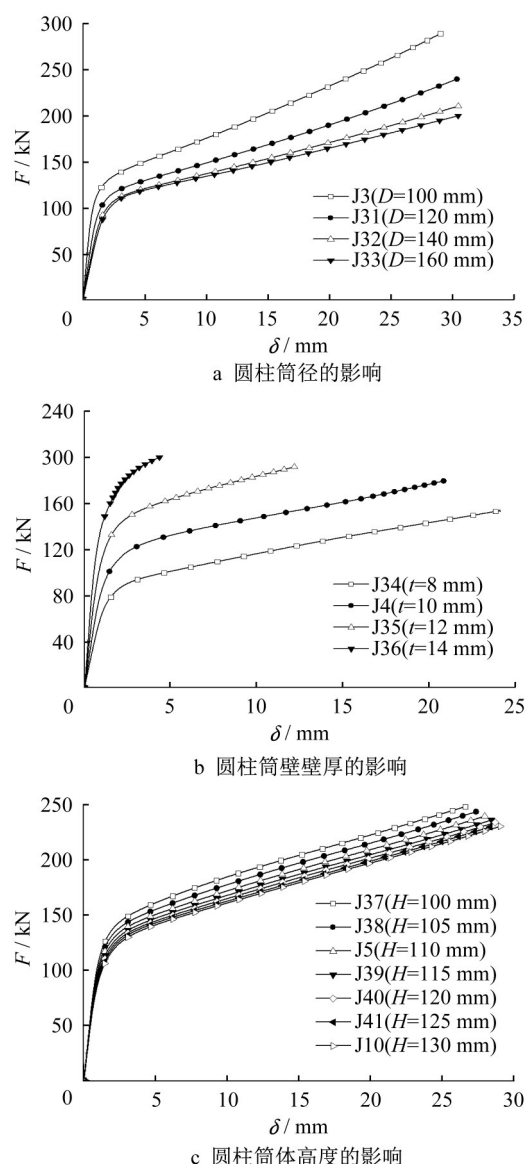 300
250
200
150
100
50
0
F / kN
J3(D=100 mm)
J31(D=120 mm)
J32(D=140 mm)
J33(D=160 mm)
5 10 15 20 25 30 35
δ / mm
a 圆柱筒径的影响
240
300
160
120
80
40
0
F / kN
J34(t=8 mm)
J4(t=10 mm)
J35(t=12 mm)
J36(t=14 mm)
5 10 15 20 25
δ / mm
b 圆柱筒壁壁厚的影响
250
200
150
100
50
0
F / kN
J37(H=100 mm)
J38(H=105 mm)
J5(H=110 mm)
J39(H=115 mm)
J40(H=120 mm)
J41(H=125 mm)
J10(H=130 mm)
5 10 15 20 25 30
δ / mm
c 圆柱筒体高度的影响